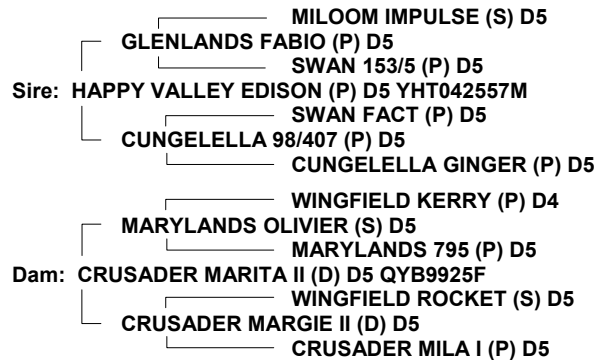 MILOOM IMPULSE (S) D5
GLENLANDS FABIO (P) D5
SWAN 153/5 (P) D5
Sire: HAPPY VALLEY EDISON (P) D5 YHT042557M
SWAN FACT (P) D5
CUNGELELLA 98/407 (P) D5
CUNGELELLA GINGER (P) D5
WINGFIELD KERRY (P) D4
MARYLANDS OLIVIER (S) D5
MARYLANDS 795 (P) D5
Dam: CRUSADER MARITA II (D) D5 QYB9925F
WINGFIELD ROCKET (S) D5
CRUSADER MARGIE II (D) D5
CRUSADER MILA I (P) D5